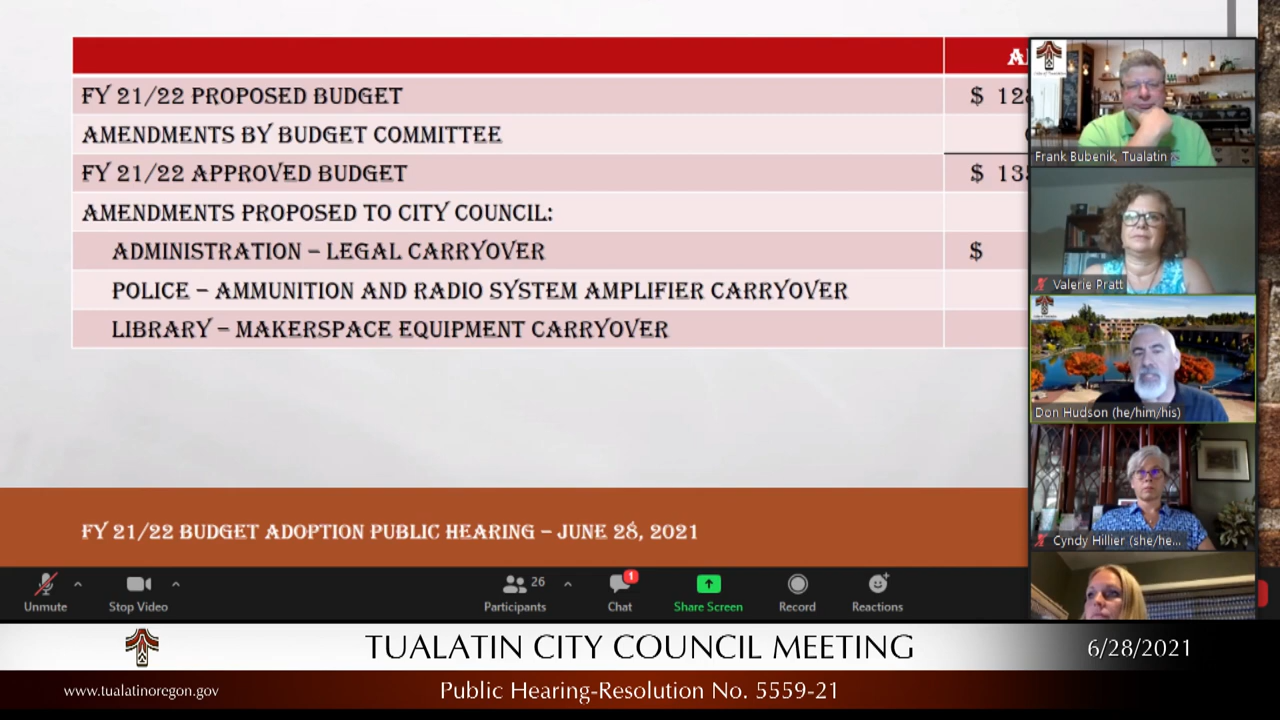 FY 21/22 PROPOSED BUDGET
AMENDMENTS BY BUDGET COMMITTEE
FY 21/22 APPROVED BUDGET
AMENDMENTS PROPOSED TO CITY COUNCIL:
ADMINISTRATION – LEGAL CARRYOVER $
POLICE – AMMUNITION AND RADIO SYSTEM AMPLIFIER CARRYOVER
LIBRARY – MAKERSPACE EQUIPMENT CARRYOVER
FY 21/22 BUDGET ADOPTION PUBLIC HEARING – JUNE 28, 2021
Frank Bubenik, Tualatin
Valerie Pratt
Don Hudson (he/him/his)
Cyndy Hillier (she/he...
Unmute
Stop Video
26
Participants
1
Chat
Share Screen
Record
Reactions
TUALATIN CITY COUNCIL MEETING
6/28/2021
www.tualatinoregon.gov
Public Hearing-Resolution No. 5559-21